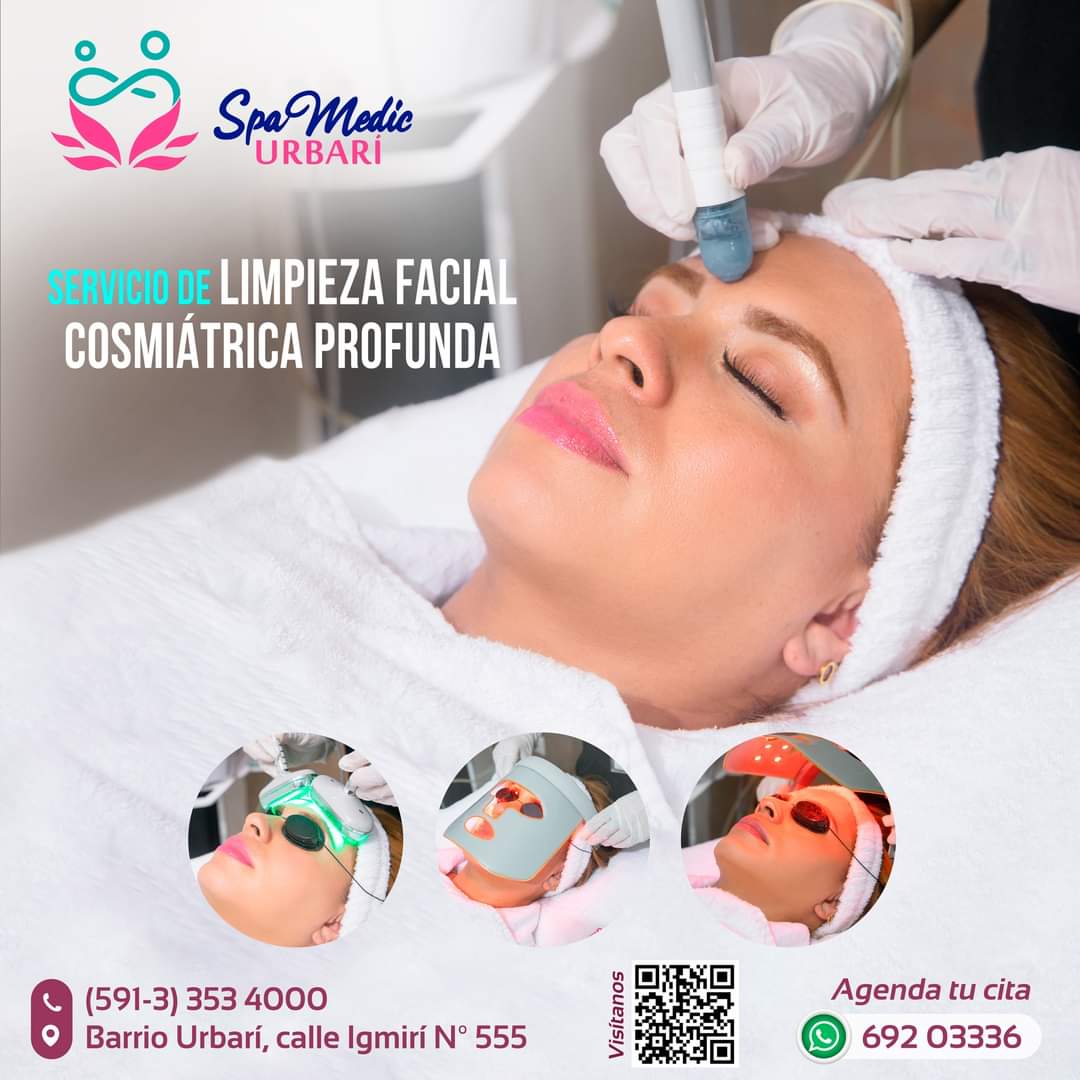 Spa Medic
URBARÍ
SERVICIO DE LIMPIEZA FACIAL
COSMIÁTRICA PROFUNDA
(591-3) 353 4000
Barrio Urbarí, calle Igmirí N° 555
Visítanos
Agenda tu cita
692 03336